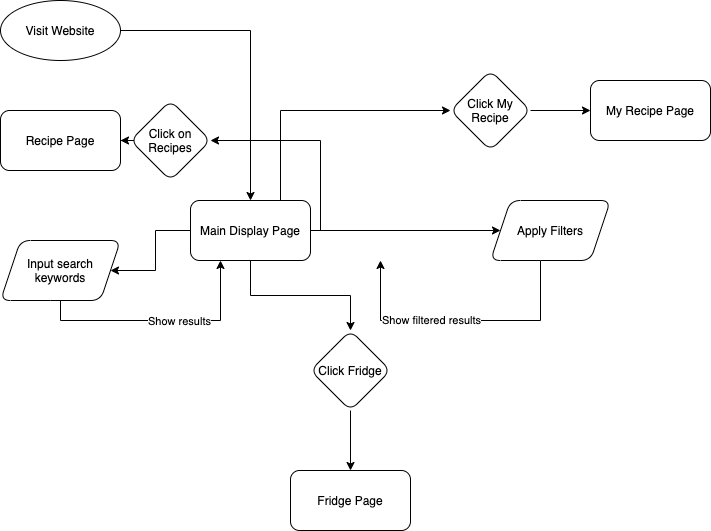 Visit Website
Click My
Recipe
My Recipe Page
Click on
Recipes
Recipe Page
Main Display Page
Apply Filters
Input search
keywords
Show results
Show filtered results
Click Fridge
Fridge Page